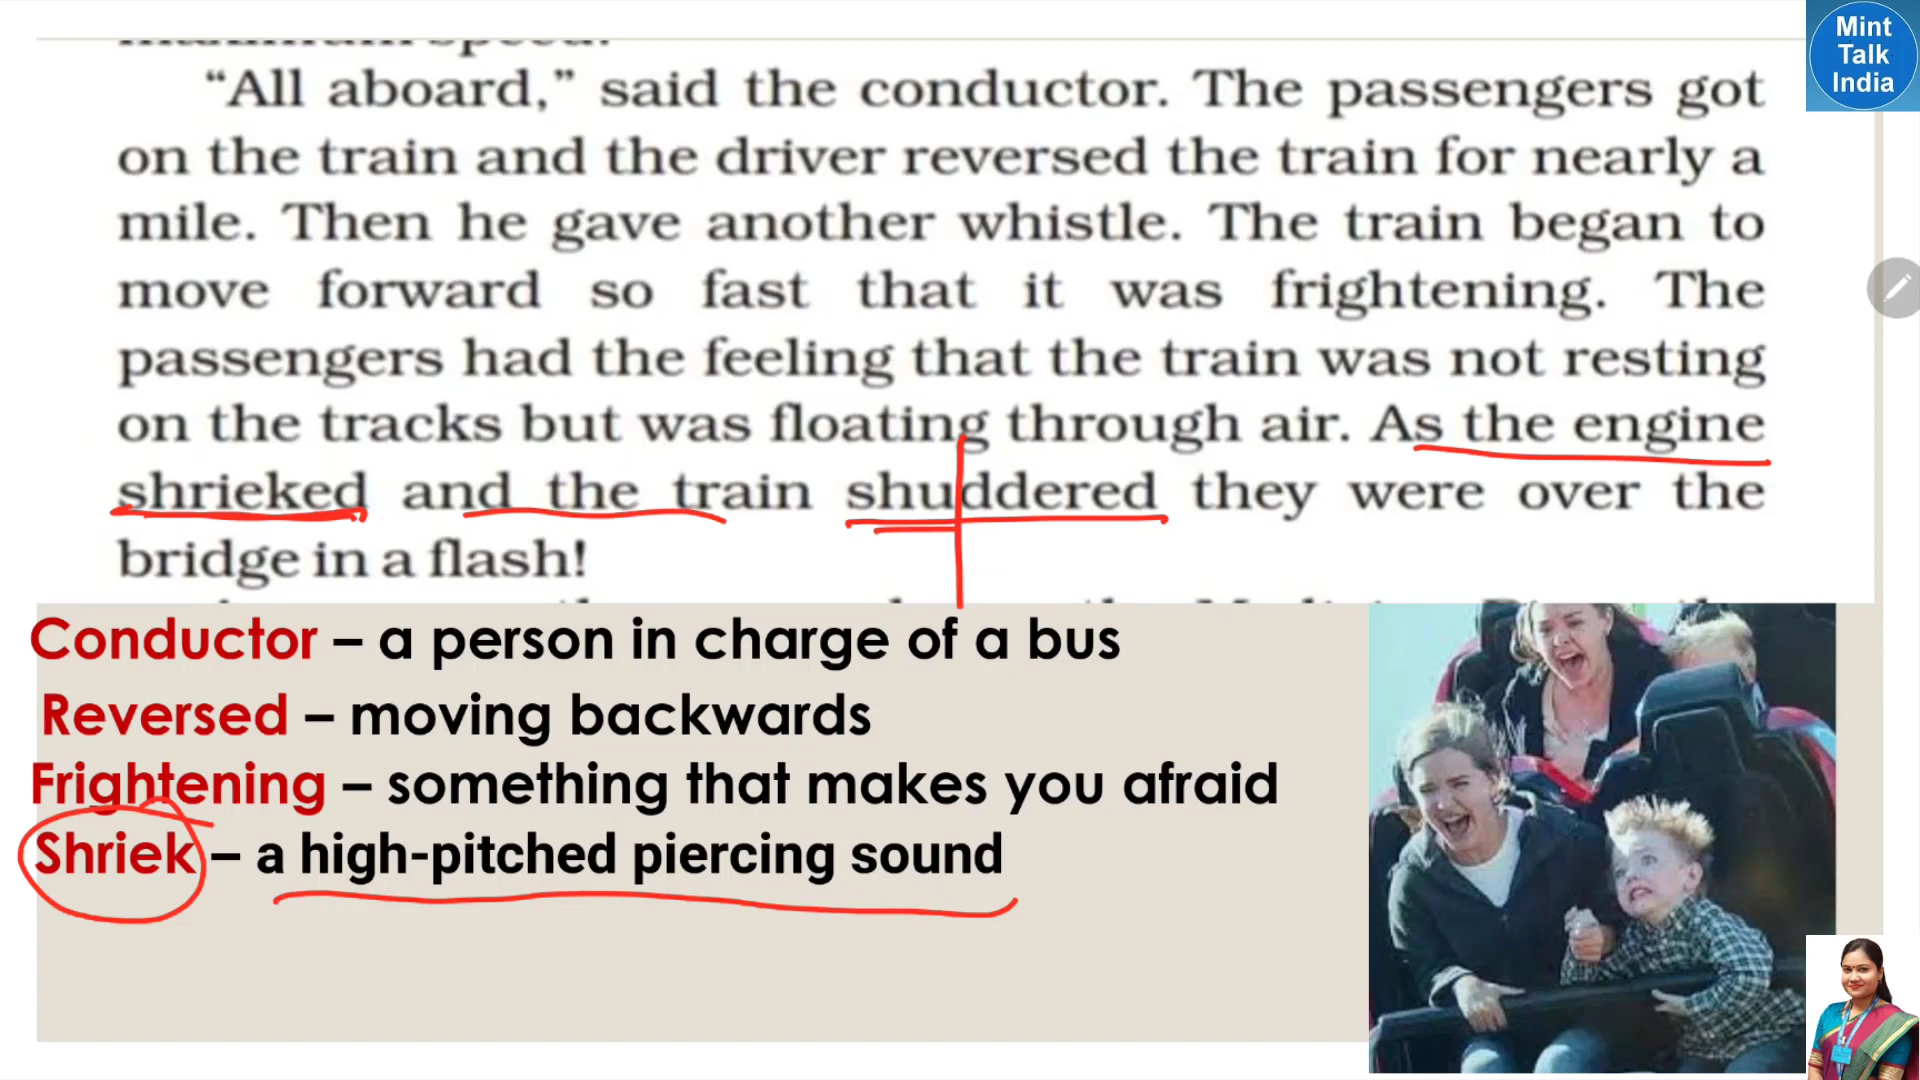 maximum speed.
“All aboard,” said the conductor. The passengers got
on the train and the driver reversed the train for nearly a
mile. Then he gave another whistle. The train began to
move forward so fast that it was frightening. The
passengers had the feeling that the train was not resting
on the tracks but was floating through air. As the engine
shrieked and the train shuddered they were over the
bridge in a flash!
Conductor – a person in charge of a bus
Reversed – moving backwards
Frightening – something that makes you afraid
Shriek – a high-pitched piercing sound
Mint
Talk
India